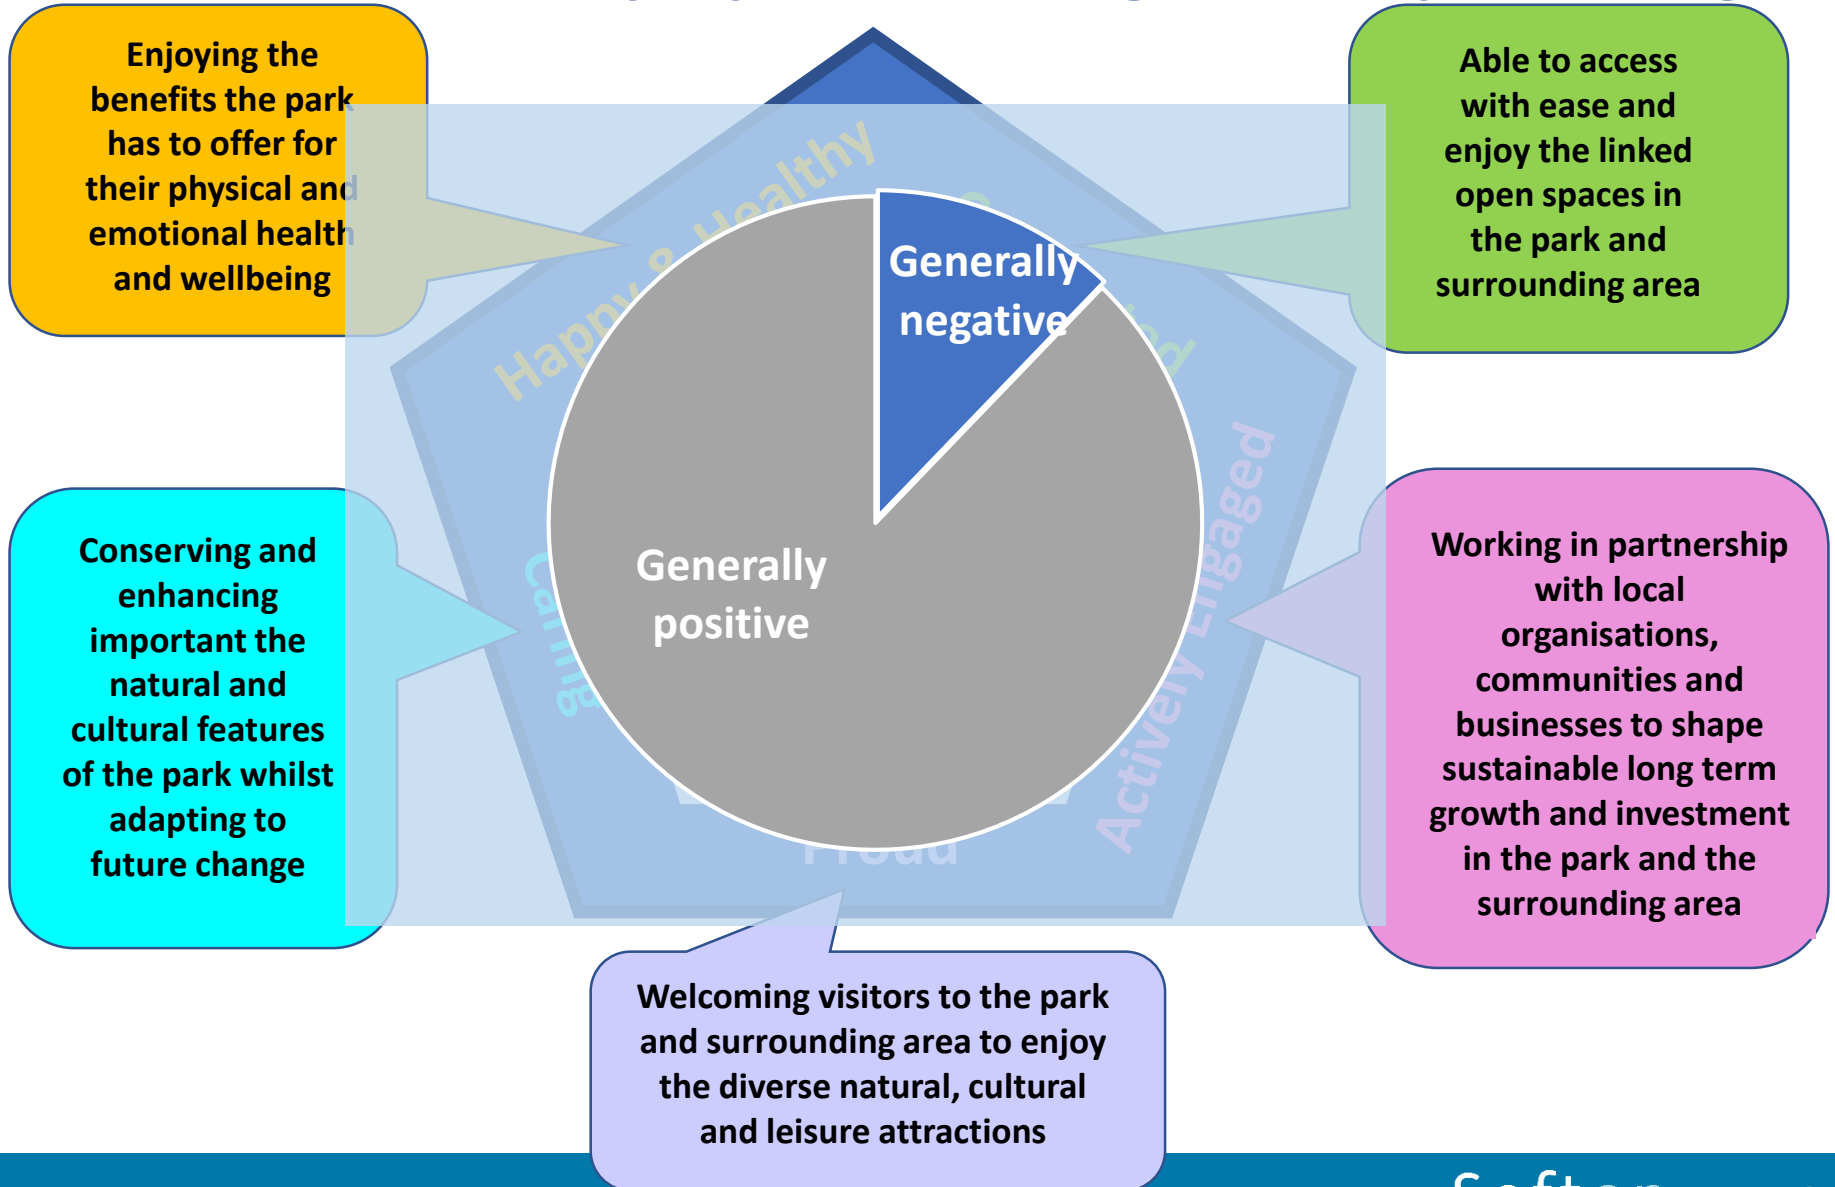 Enjoying the
benefits the park
has to offer for
their physical and
emotional health
and wellbeing
Able to access
with ease and
enjoy the linked
open spaces in
the park and
surrounding area
Happy & Healthy
Generally
negative
Generally
positive
Caring
Actively Engaged
Proud
Conserving and
enhancing
important the
natural and
cultural features
of the park whilst
adapting to
future change
Working in partnership
with local
organisations,
communities and
businesses to shape
sustainable long term
growth and investment
in the park and the
surrounding area
Welcoming visitors to the park
and surrounding area to enjoy
the diverse natural, cultural
and leisure attractions